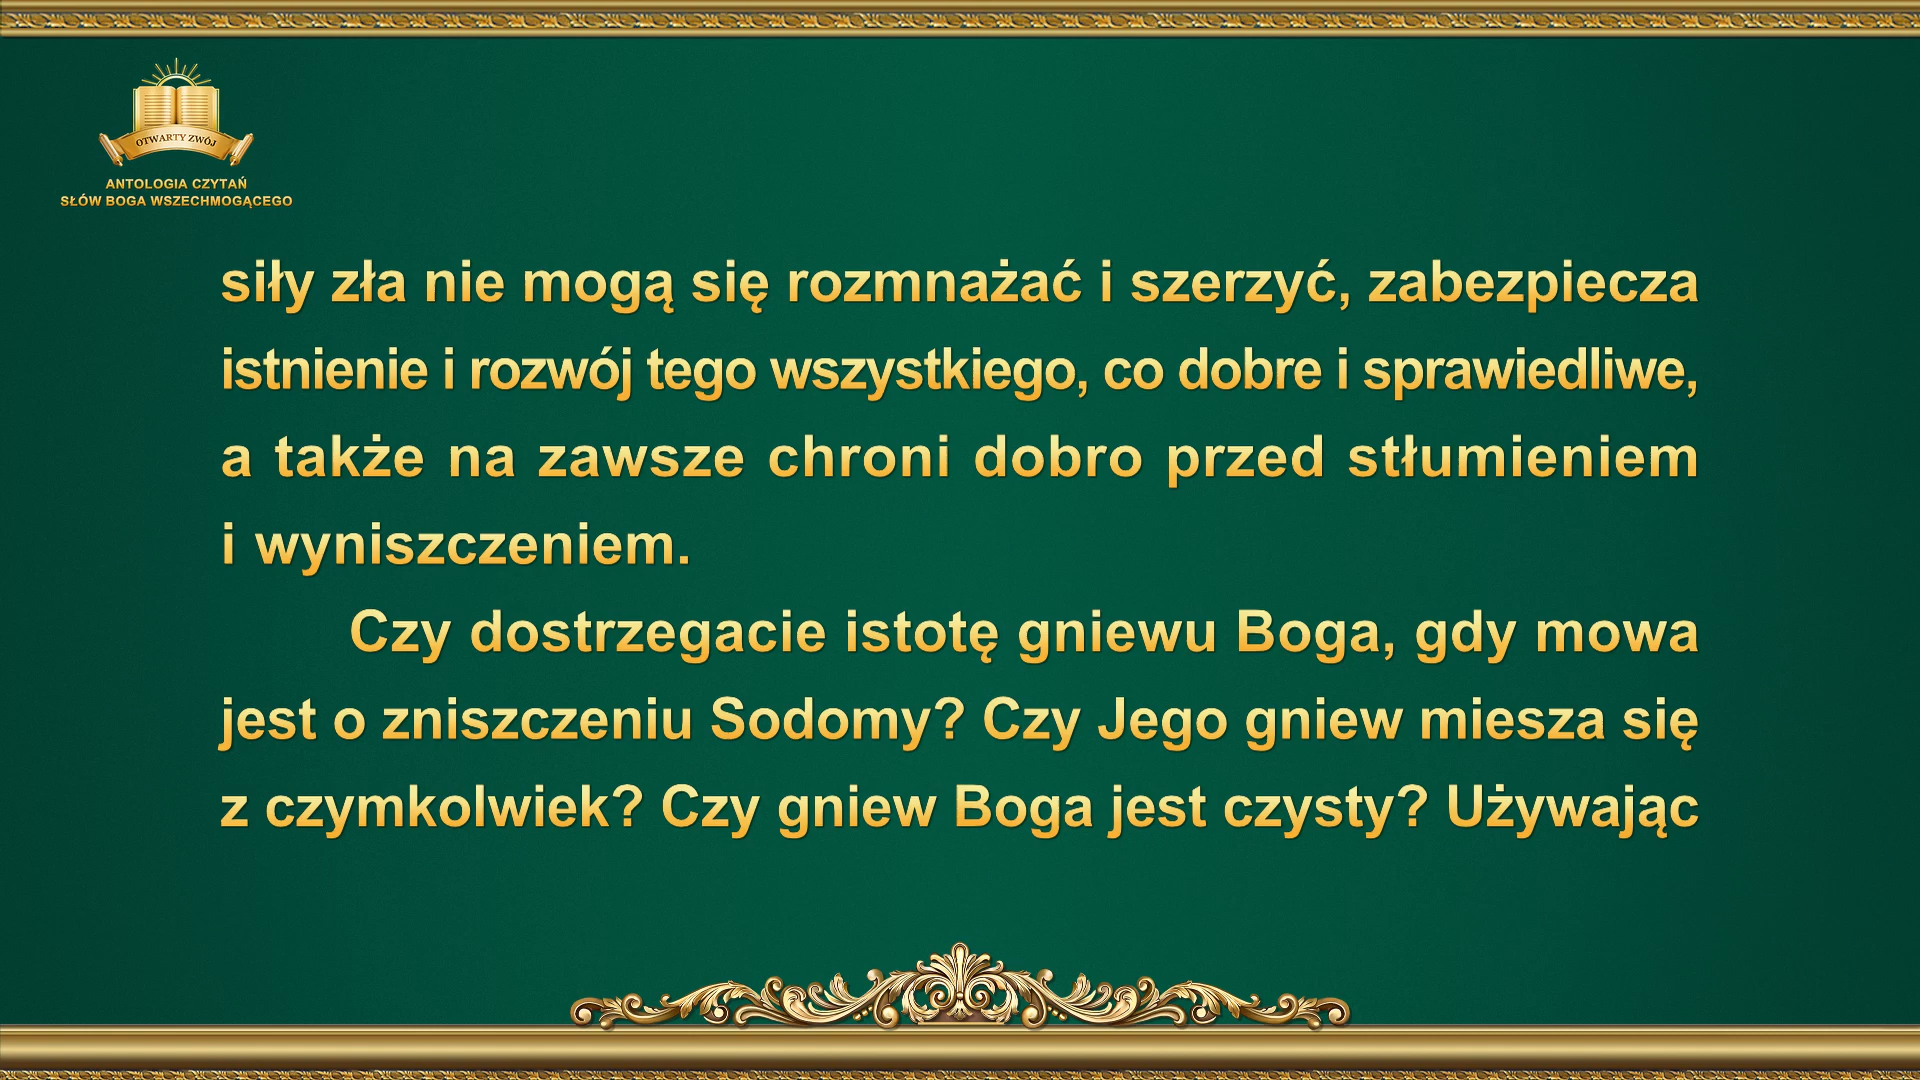 OTWARTY ZWÓJ
ANTOLOGIA CZYTAŃ
SŁÓW BOGA WSZECHMOGĄCEGO
siły zła nie mogą się rozmnażać i szerzyć, zabezpiecza
istnienie i rozwój tego wszystkiego, co dobre i sprawiedliwe,
a także na zawsze chroni dobro przed stłumieniem
i wyniszczeniem.
Czy dostrzegacie istotę gniewu Boga, gdy mowa
jest o zniszczeniu Sodomy? Czy Jego gniew miesza się
z czymkolwiek? Czy gniew Boga jest czysty? Używając